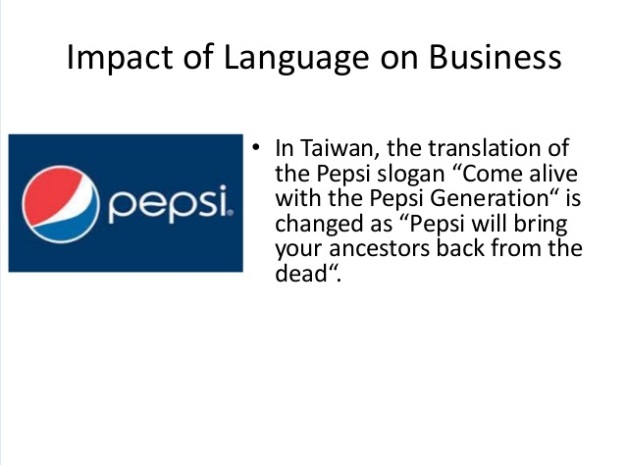 Impact of Language on Business
pepsi.
• In Taiwan, the translation of
the Pepsi slogan “Come alive
with the Pepsi Generation“ is
changed as “Pepsi will bring
your ancestors back from the
dead“.